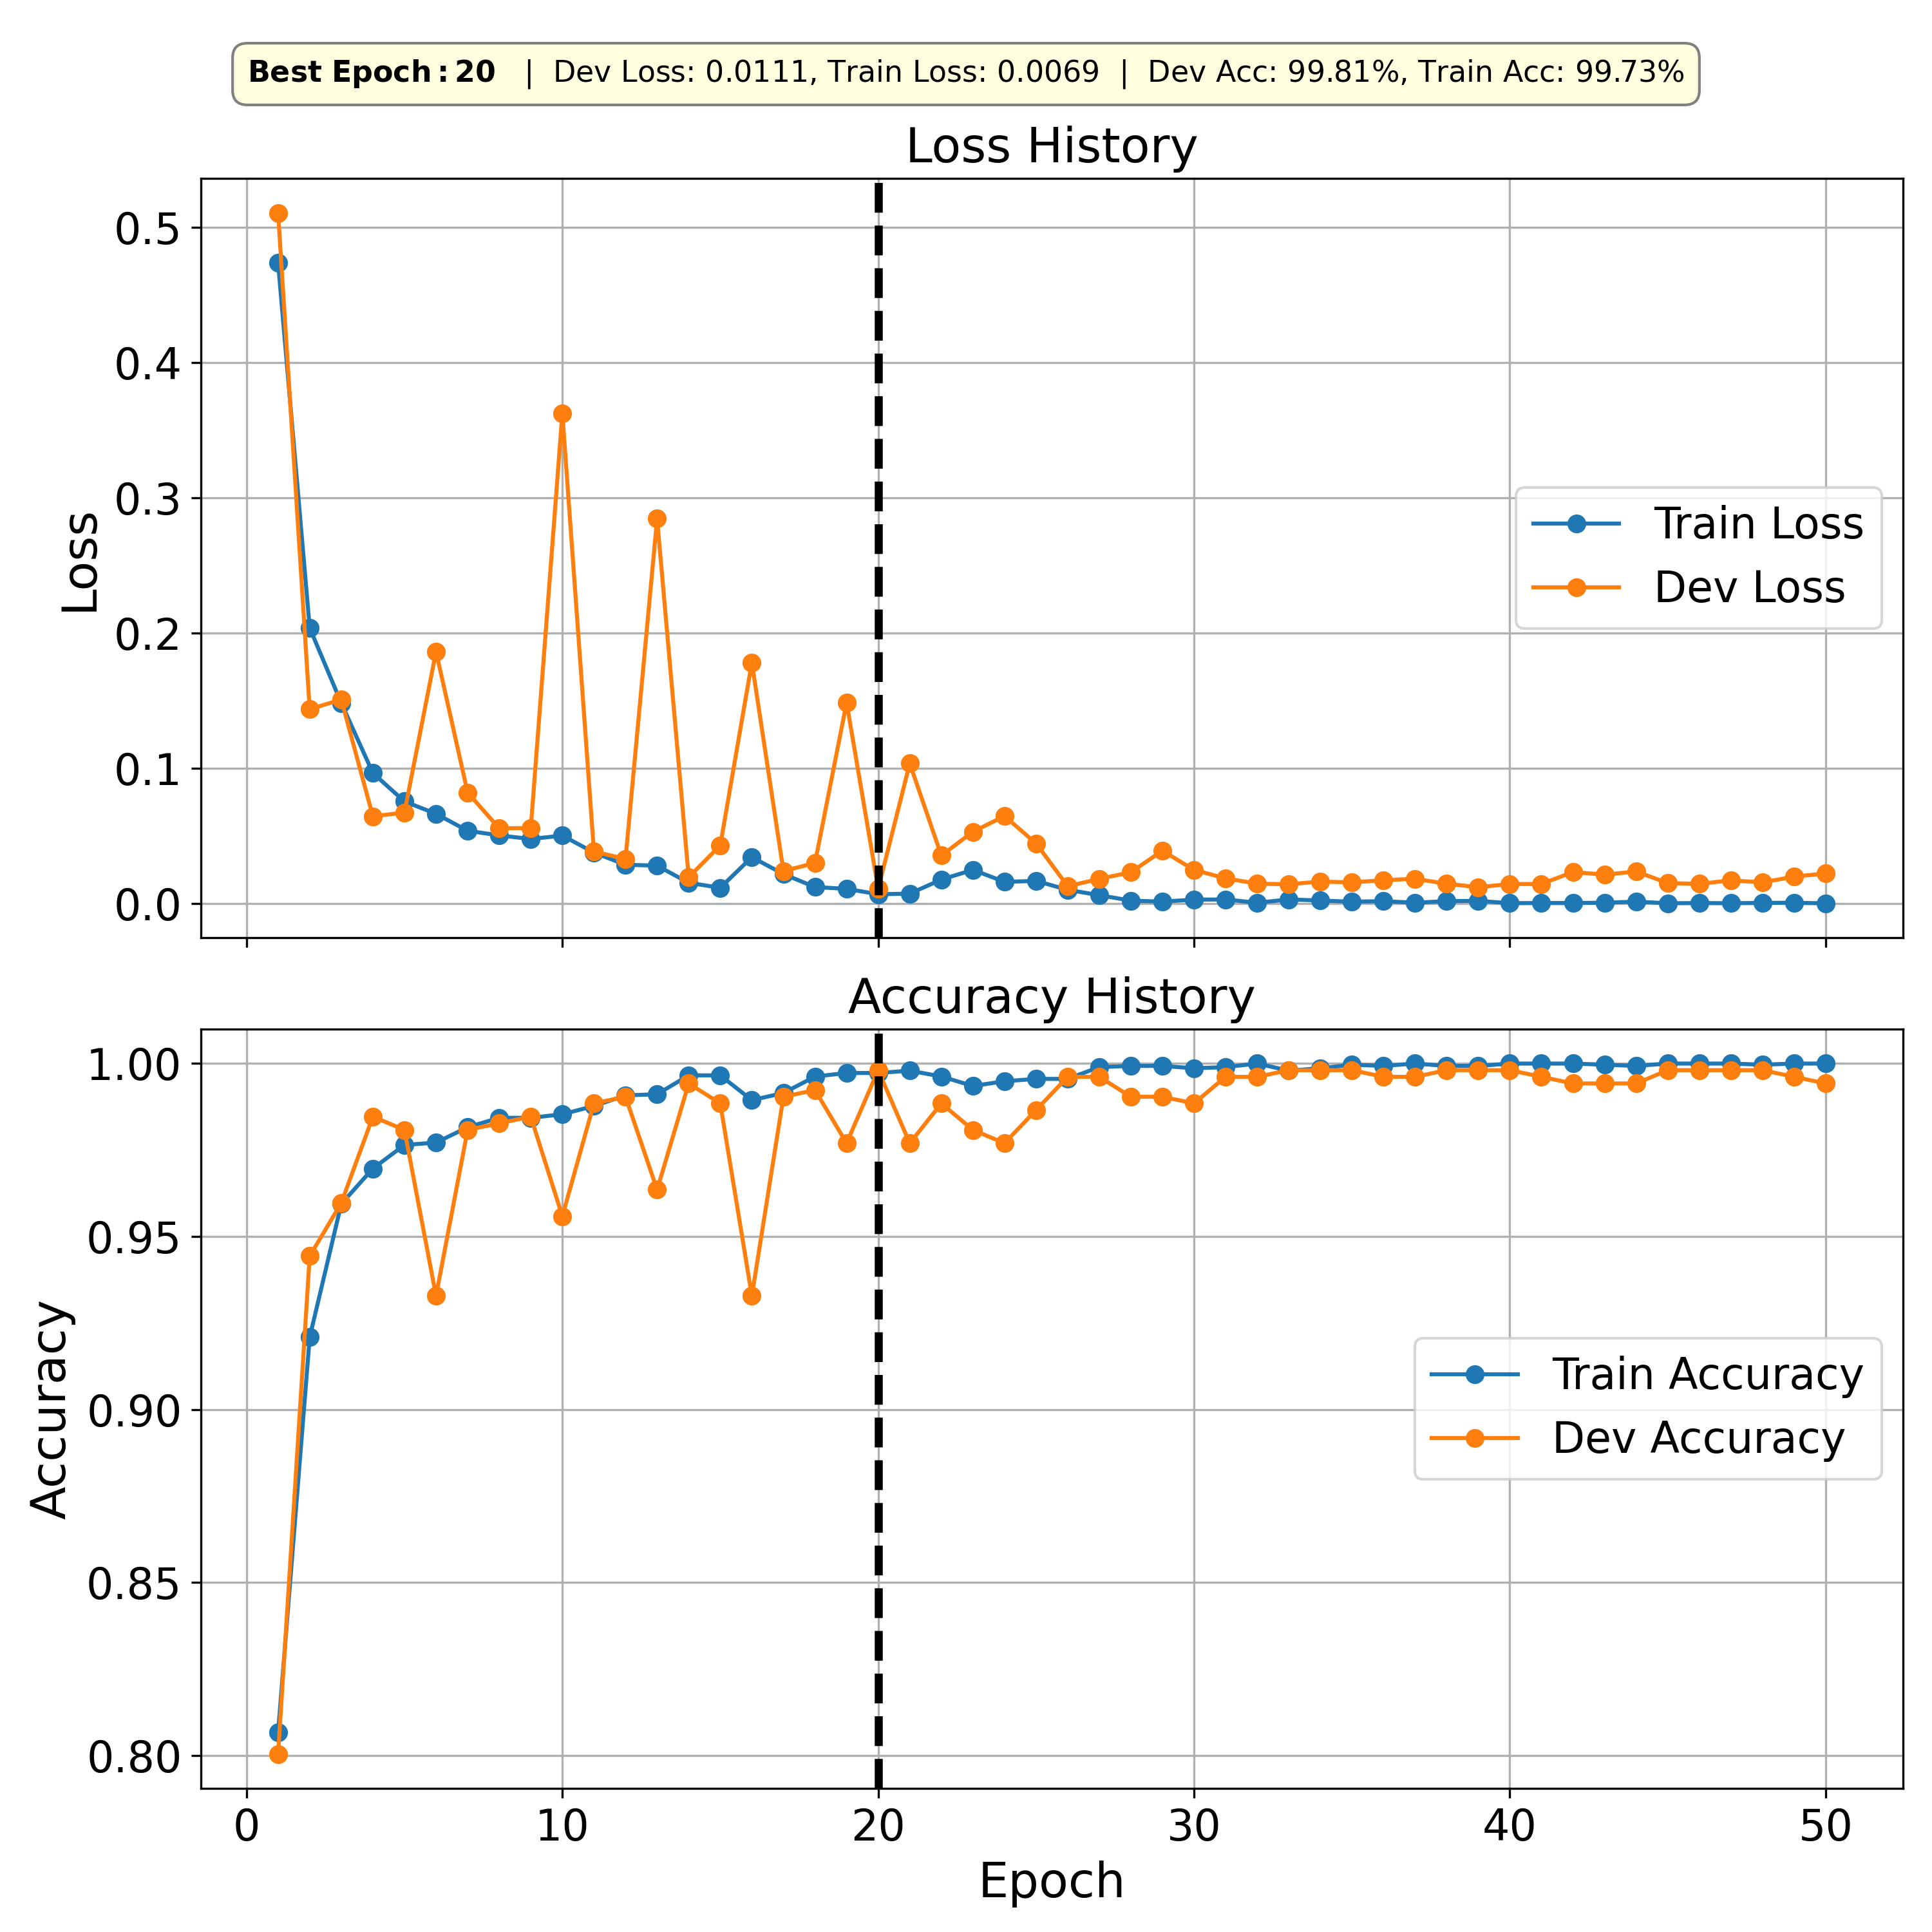 Best Epoch: 20 | Dev Loss: 0.0111, Train Loss: 0.0069 | Dev Acc: 99.81%, Train Acc: 99.73%
Loss History
0.5
0.4
0.3
0.2
0.1
0.0
Loss
Train Loss
Dev Loss
Accuracy History
1.00
0.95
0.90
0.85
0.80
Accuracy
Train Accuracy
Dev Accuracy
0 10 20 30 40 50
Epoch